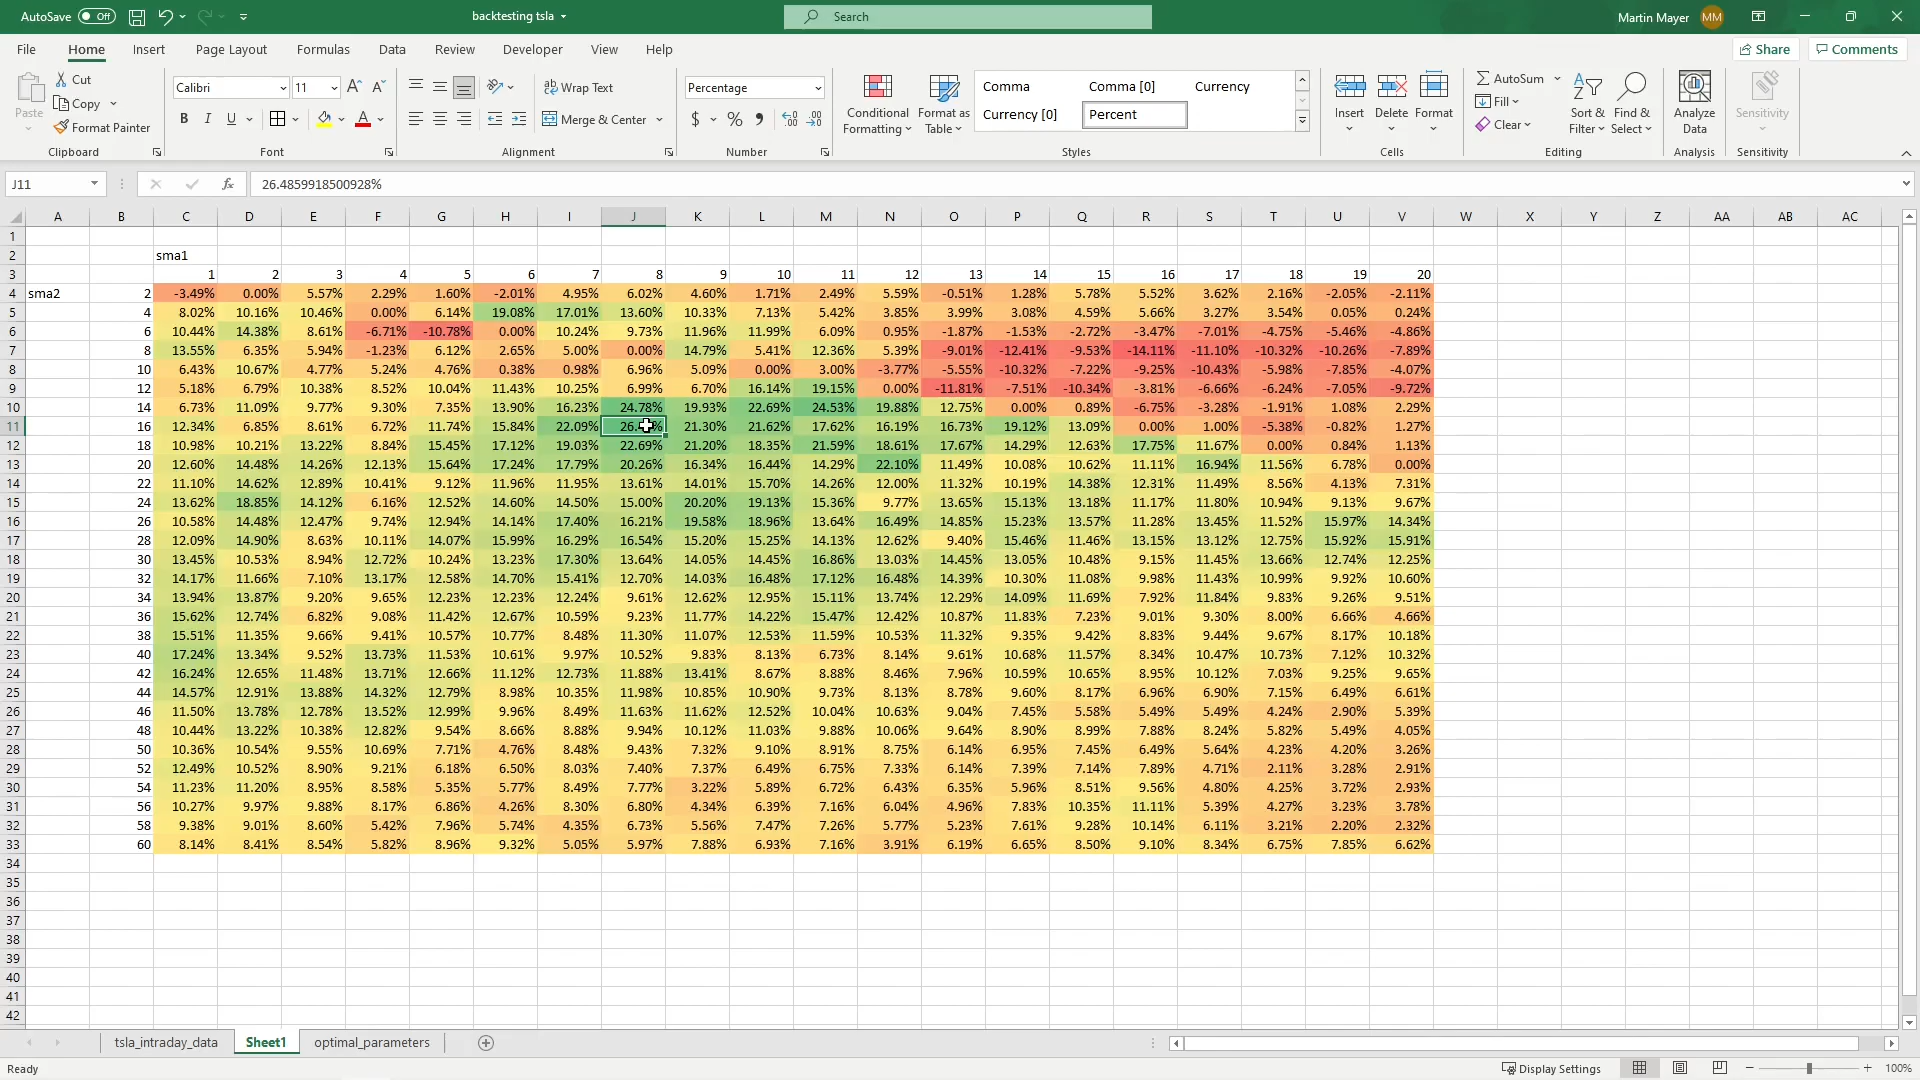 AutoSave Off backtesting tsla Search Martin Mayer MM
File Home Insert Page Layout Formulas Data Review Developer View Help Share Comments
Paste Cut Copy Format Painter Clipboard
Calibri 11 A A B I U A Font
Wrap Text Merge & Center Alignment
Percentage $ % 9 Number
Conditional Formatting Format as Table Comma Comma [0] Currency Currency [0] Percent Styles
Insert Delete Format Cells
AutoSum Fill Clear Sort & Filter Find & Select Editing
Analyze Data Analysis Sensitivity Sensitivity
J11 fx 26.4859918500928%
A B C D E F G H I J K L M N O P Q R S T U V W X Y Z AA AB AC
1
2 sma1
3 1 2 3 4 5 6 7 8 9 10 11 12 13 14 15 16 17 18 19 20
4 sma2 2 -3.49% 0.00% 5.57% 2.29% 1.60% -2.01% 4.95% 6.02% 4.60% 1.71% 2.49% 5.59% -0.51% 1.28% 5.78% 5.52% 3.62% 2.16% -2.05% -2.11%
5 4 8.02% 10.16% 10.46% 0.00% 6.14% 19.08% 17.01% 13.60% 10.33% 7.13% 5.42% 3.85% 3.99% 3.08% 4.59% 5.66% 3.27% 3.54% 0.05% 0.24%
6 6 10.44% 14.38% 8.61% -6.71% -10.78% 0.00% 10.24% 9.73% 11.96% 11.99% 6.09% 0.95% -1.87% -1.53% -2.72% -3.47% -7.01% -4.75% -5.46% -4.86%
7 8 13.55% 6.35% 5.94% -1.23% 6.12% 2.65% 5.00% 0.00% 14.79% 5.41% 12.36% 5.39% -9.01% -12.41% -9.53% -14.11% -11.10% -10.32% -10.26% -7.89%
8 10 6.43% 10.67% 4.77% 5.24% 4.76% 0.38% 0.98% 6.96% 5.09% 0.00% 3.00% -3.77% -5.55% -10.32% -7.22% -9.25% -10.43% -5.98% -7.85% -4.07%
9 12 5.18% 6.79% 10.38% 8.52% 10.04% 11.43% 10.25% 6.99% 6.70% 16.14% 19.15% 0.00% -11.81% -7.51% -10.34% -3.81% -6.66% -6.24% -7.05% -9.72%
10 14 6.73% 11.09% 9.77% 9.30% 7.35% 13.90% 16.23% 24.78% 19.93% 22.69% 24.53% 19.88% 12.75% 0.00% 0.89% -6.75% -3.28% -1.91% 1.08% 2.29%
11 16 12.34% 6.85% 8.61% 6.72% 11.74% 15.84% 22.09% 21.30% 21.62% 17.62% 16.19% 16.73% 19.12% 13.09% 0.00% 1.00% -5.38% -0.82% 1.27%
12 18 10.98% 10.21% 13.22% 8.84% 15.45% 17.12% 19.03% 22.69% 21.20% 18.35% 21.59% 18.61% 17.67% 14.29% 12.63% 17.75% 11.67% 0.00% 0.84% 1.13%
13 20 12.60% 14.48% 14.26% 12.13% 15.64% 17.24% 17.79% 20.26% 16.34% 16.44% 14.29% 22.10% 11.49% 10.08% 10.62% 11.11% 16.94% 11.56% 6.78% 0.00%
14 22 11.10% 14.62% 12.89% 10.41% 9.12% 11.96% 11.95% 13.61% 14.01% 15.70% 14.26% 12.00% 11.32% 10.19% 14.38% 12.31% 11.49% 8.56% 4.13% 7.31%
15 24 13.62% 18.85% 14.12% 6.16% 12.52% 14.60% 14.50% 15.00% 20.20% 19.13% 15.36% 9.77% 13.65% 15.13% 13.18% 11.17% 11.80% 10.94% 9.13% 9.67%
16 26 10.58% 14.48% 12.47% 9.74% 12.94% 14.14% 17.40% 16.21% 19.58% 18.96% 13.64% 16.49% 14.85% 15.23% 13.57% 11.28% 13.45% 11.52% 15.97% 14.34%
17 28 12.09% 14.90% 8.63% 10.11% 14.07% 15.99% 16.29% 16.54% 15.20% 15.25% 14.13% 12.62% 9.40% 15.46% 11.46% 13.15% 13.12% 12.75% 15.92% 15.91%
18 30 13.45% 10.53% 8.94% 12.72% 10.24% 13.23% 17.30% 13.64% 14.05% 14.45% 16.86% 13.03% 14.45% 13.05% 10.48% 9.15% 11.45% 13.66% 12.74% 12.25%
19 32 14.17% 11.66% 7.10% 13.17% 12.58% 14.70% 15.41% 12.70% 14.03% 16.48% 17.12% 16.48% 14.39% 10.30% 11.08% 9.98% 11.43% 10.99% 9.92% 10.60%
20 34 13.94% 13.87% 9.20% 9.65% 12.23% 12.23% 12.24% 9.61% 12.62% 12.95% 15.11% 13.74% 12.29% 14.09% 11.69% 7.92% 11.84% 9.83% 9.26% 9.51%
21 36 15.62% 12.74% 6.82% 9.08% 11.42% 12.67% 10.59% 9.23% 11.77% 14.22% 15.47% 12.42% 10.87% 11.83% 7.23% 9.01% 9.30% 8.00% 6.66% 4.66%
22 38 15.51% 11.35% 9.66% 9.41% 10.57% 10.77% 8.48% 11.30% 11.07% 12.53% 11.59% 10.53% 11.32% 9.35% 9.42% 8.83% 9.44% 9.67% 8.17% 10.18%
23 40 17.24% 13.34% 9.52% 13.73% 11.53% 10.61% 9.97% 10.52% 9.83% 8.13% 6.73% 8.14% 9.61% 10.68% 11.57% 8.34% 10.47% 10.73% 7.12% 10.32%
24 42 16.24% 12.65% 11.48% 13.71% 12.66% 11.12% 12.73% 11.88% 13.41% 8.67% 8.88% 8.46% 7.96% 10.59% 10.65% 8.95% 10.12% 7.03% 9.25% 9.65%
25 44 14.57% 12.91% 13.88% 14.32% 12.79% 8.98% 10.35% 11.98% 10.85% 10.90% 9.73% 8.13% 8.78% 9.60% 8.17% 6.96% 6.90% 7.15% 6.49% 6.61%
26 46 11.50% 13.78% 12.78% 13.52% 12.99% 9.96% 8.49% 11.63% 11.62% 12.52% 10.04% 10.63% 9.04% 7.45% 5.58% 5.49% 5.49% 4.24% 2.90% 5.39%
27 48 10.44% 13.22% 10.38% 12.82% 9.54% 8.66% 8.88% 9.94% 10.12% 11.03% 9.88% 10.06% 9.64% 8.90% 8.99% 7.88% 8.24% 5.82% 5.49% 4.05%
28 50 10.36% 10.54% 9.55% 10.69% 7.71% 4.76% 8.48% 9.43% 7.32% 9.10% 8.91% 8.75% 6.14% 6.95% 7.45% 6.49% 5.64% 4.23% 4.20% 3.26%
29 52 12.49% 10.52% 8.90% 9.21% 6.18% 6.50% 8.03% 7.40% 7.37% 6.49% 6.75% 7.33% 6.14% 7.39% 7.14% 7.89% 4.71% 2.11% 3.28% 2.91%
30 54 11.23% 11.20% 8.95% 8.58% 5.35% 5.77% 8.49% 7.77% 3.22% 5.89% 6.72% 6.43% 6.35% 5.96% 8.51% 9.56% 4.80% 4.25% 3.72% 2.93%
31 56 10.27% 9.97% 9.88% 8.17% 6.86% 4.26% 8.30% 6.80% 4.34% 6.39% 7.16% 6.04% 4.96% 7.83% 10.35% 11.11% 5.39% 4.27% 3.23% 3.78%
32 58 9.38% 9.01% 8.60% 5.42% 7.96% 5.74% 4.35% 6.73% 5.56% 7.47% 7.26% 5.77% 5.23% 7.61% 9.28% 10.14% 6.11% 3.21% 2.20% 2.32%
33 60 8.14% 8.41% 8.54% 5.82% 8.96% 9.32% 5.05% 5.97% 7.88% 6.93% 7.16% 3.91% 6.19% 6.65% 8.50% 9.10% 8.34% 6.75% 7.85% 6.62%
34
35
36
37
38
39
40
41
42
tsla_intraday_data Sheet1 optimal_parameters
Ready Display Settings 100%